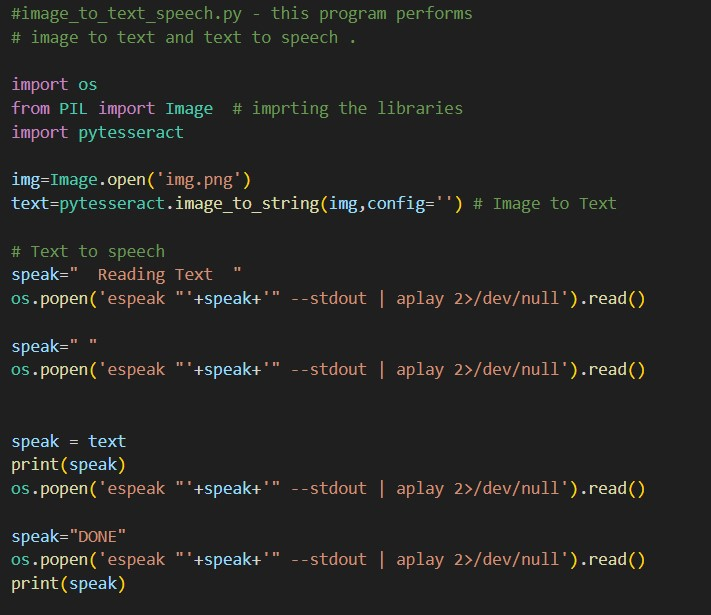 #image_to_text_speech.py - this program performs
# image to text and text to speech .
import os
from PIL import Image  # imprting the libraries
import pytesseract
img=Image.open('img.png')
text=pytesseract.image_to_string(img,config='') # Image to Text
# Text to speech
speak="  Reading Text  "
os.popen('espeak "'+speak+'" --stdout | aplay 2>/dev/null').read()
speak=" "
os.popen('espeak "'+speak+'" --stdout | aplay 2>/dev/null').read()
speak = text
print(speak)
os.popen('espeak "'+speak+'" --stdout | aplay 2>/dev/null').read()
speak="DONE"
os.popen('espeak "'+speak+'" --stdout | aplay 2>/dev/null').read()
print(speak)